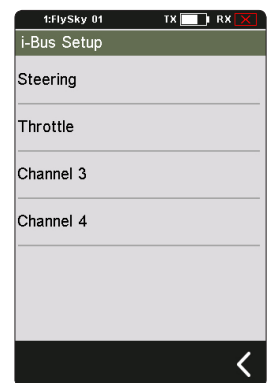 1:FlySky 01 TX RX
i-Bus Setup
Steering
Throttle
Channel 3
Channel 4